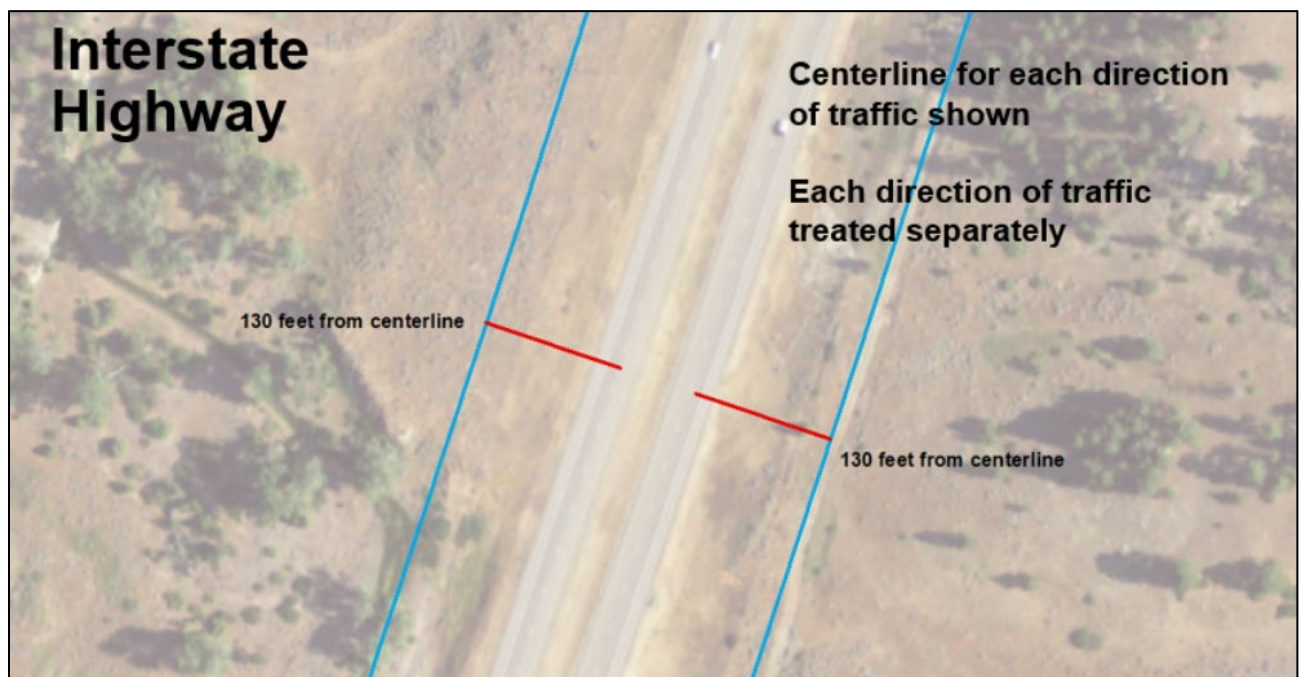 Interstate
Highway
Centerline for each direction
of traffic shown
Each direction of traffic
treated separately
130 feet from centerline
130 feet from centerline